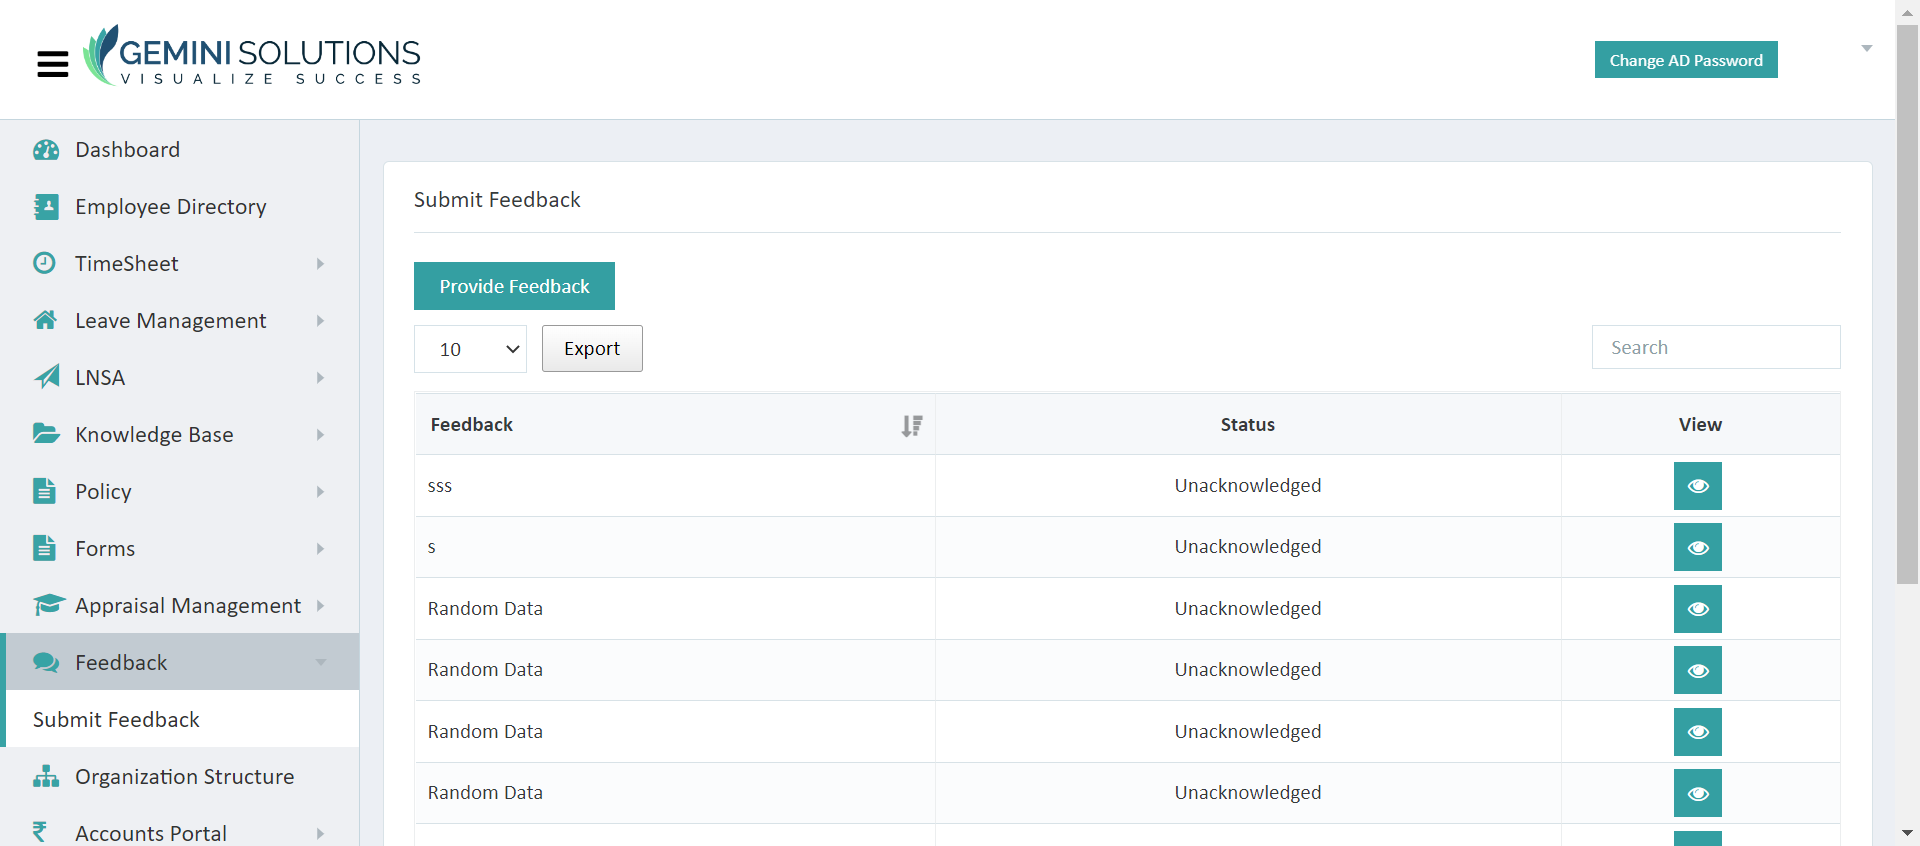 GEMINI SOLUTIONS
VISUALIZE SUCCESS
Change AD Password
Dashboard
Employee Directory
TimeSheet
Leave Management
LNSA
Knowledge Base
Policy
Forms
Appraisal Management
Feedback
Submit Feedback
Organization Structure
Accounts Portal
Submit Feedback
Provide Feedback
10
Export
Search
Feedback Status View
sss Unacknowledged
s Unacknowledged
Random Data Unacknowledged
Random Data Unacknowledged
Random Data Unacknowledged
Random Data Unacknowledged